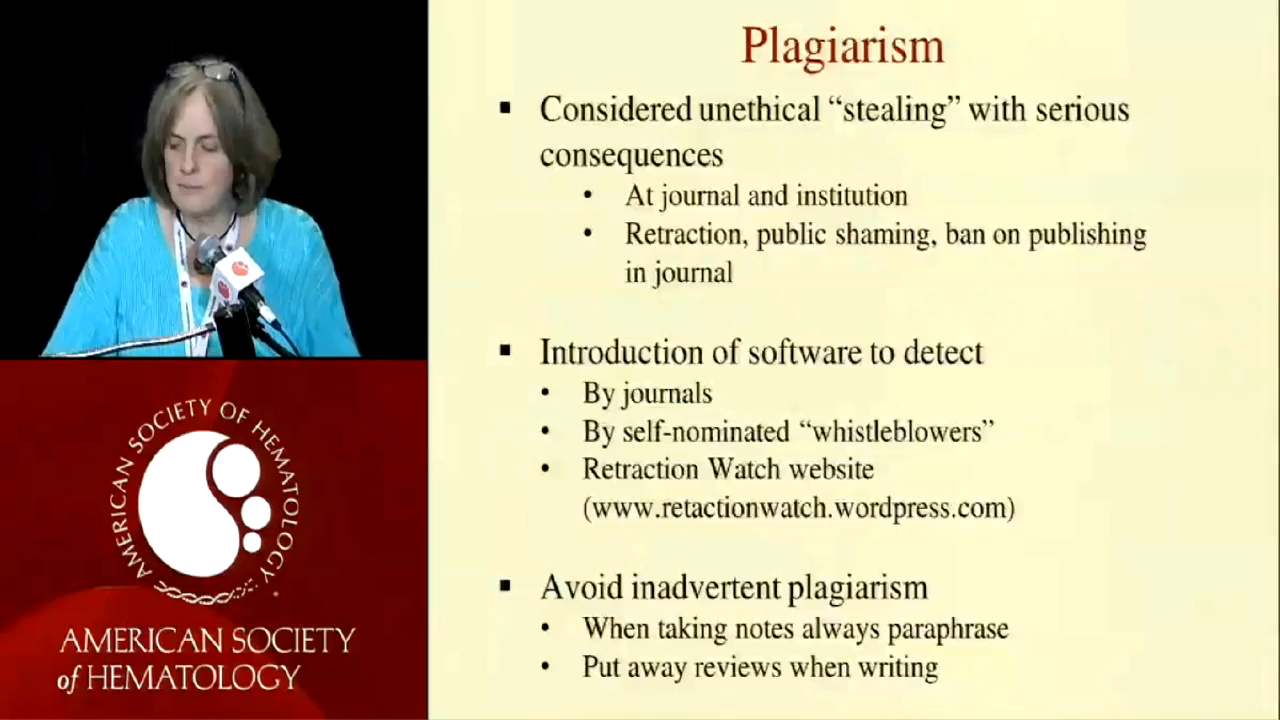 Plagiarism
▪ Considered unethical “stealing” with serious
consequences
• At journal and institution
• Retraction, public shaming, ban on publishing
in journal
▪ Introduction of software to detect
• By journals
• By self-nominated “whistleblowers”
• Retraction Watch website
(www.retactionwatch.wordpress.com)
▪ Avoid inadvertent plagiarism
• When taking notes always paraphrase
• Put away reviews when writing
AMERICAN SOCIETY OF HEMATOLOGY
AMERICAN SOCIETY
of HEMATOLOGY